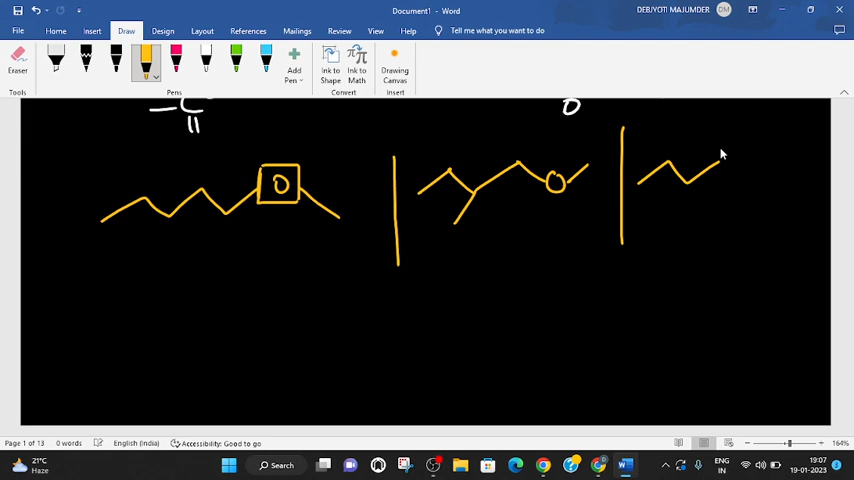 Document1 - Word
DEBJYOTI MAJUMDER DM
File Home Insert Draw Design Layout References Mailings Review View Help Tell me what you want to do
Eraser
Add Pen
Ink to Shape
Ink to Math
Drawing Canvas
Tools Pens Convert Insert
C O
O O
Page 1 of 13 0 words English (India) Accessibility: Good to go 164%
21°C
Haze
Search
ENG
IN
19:07
19-01-2023
3